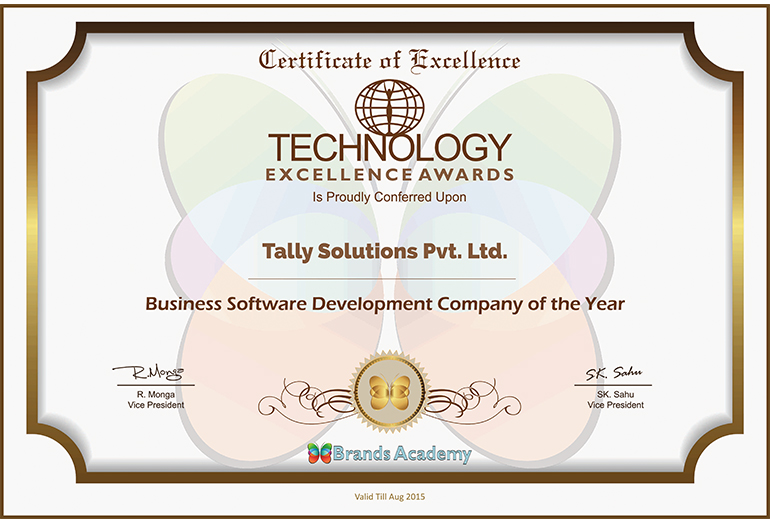 Certificate of Excellence
TECHNOLOGY
EXCELLENCE AWARDS
Is Proudly Conferred Upon
Tally Solutions Pvt. Ltd.
Business Software Development Company of the Year
R.Monga
R. Monga
Vice President
S.K. Sahu
SK. Sahu
Vice President
Brands Academy
Valid Till Aug 2015